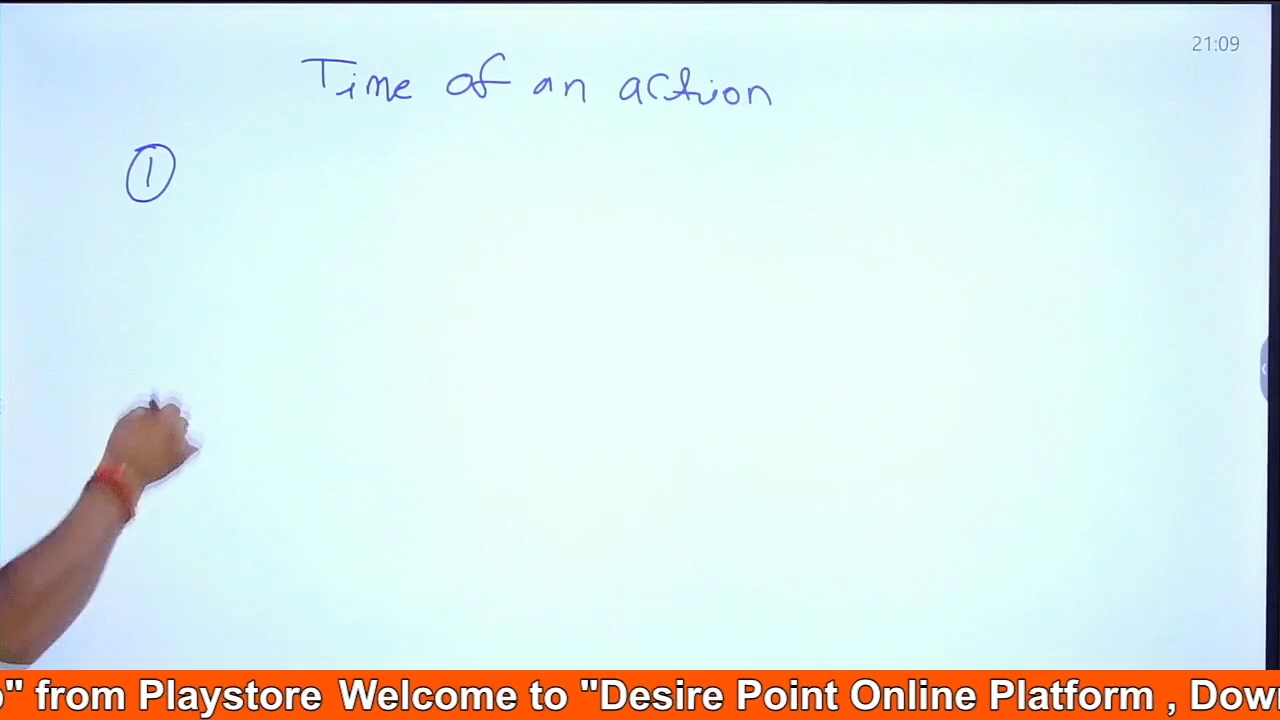 21:09
Time of an action
1
" from Playstore Welcome to "Desire Point Online Platform , Dow